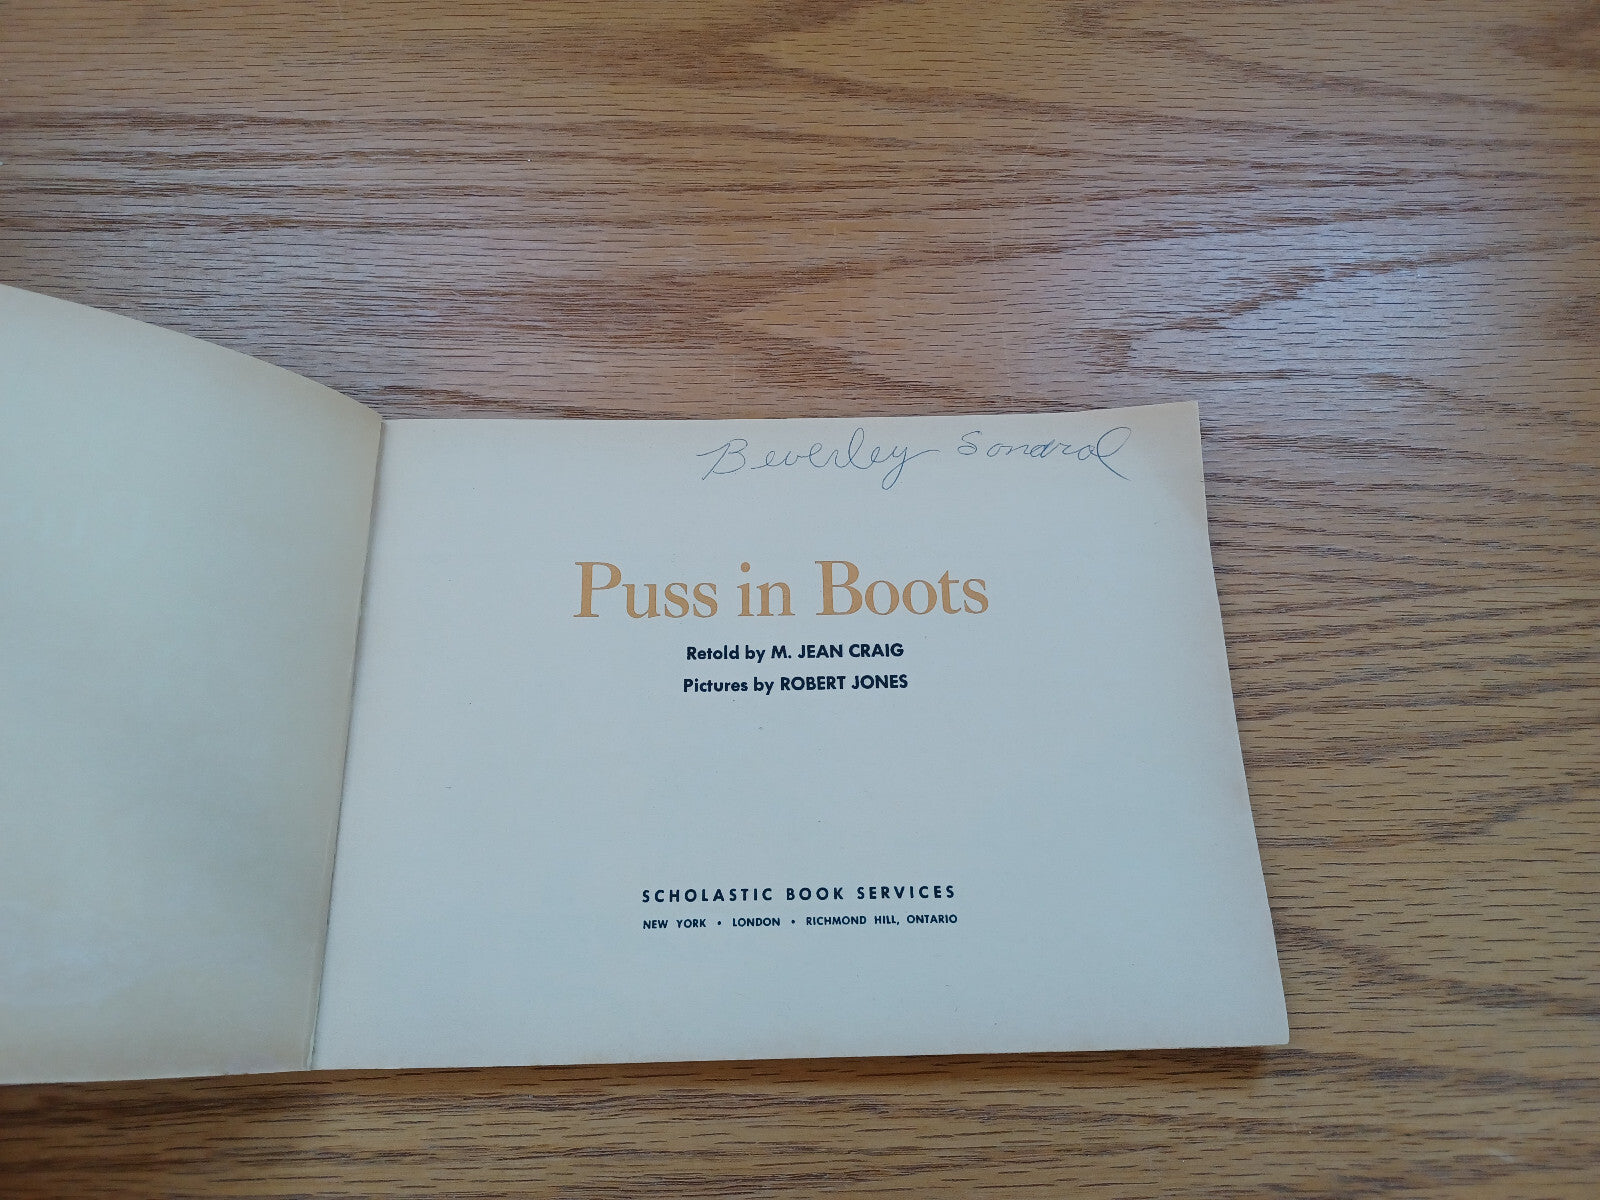 Beverley Sondrol
Puss in Boots
Retold by M. JEAN CRAIG
Pictures by ROBERT JONES
SCHOLASTIC BOOK SERVICES
NEW YORK • LONDON • RICHMOND HILL, ONTARIO